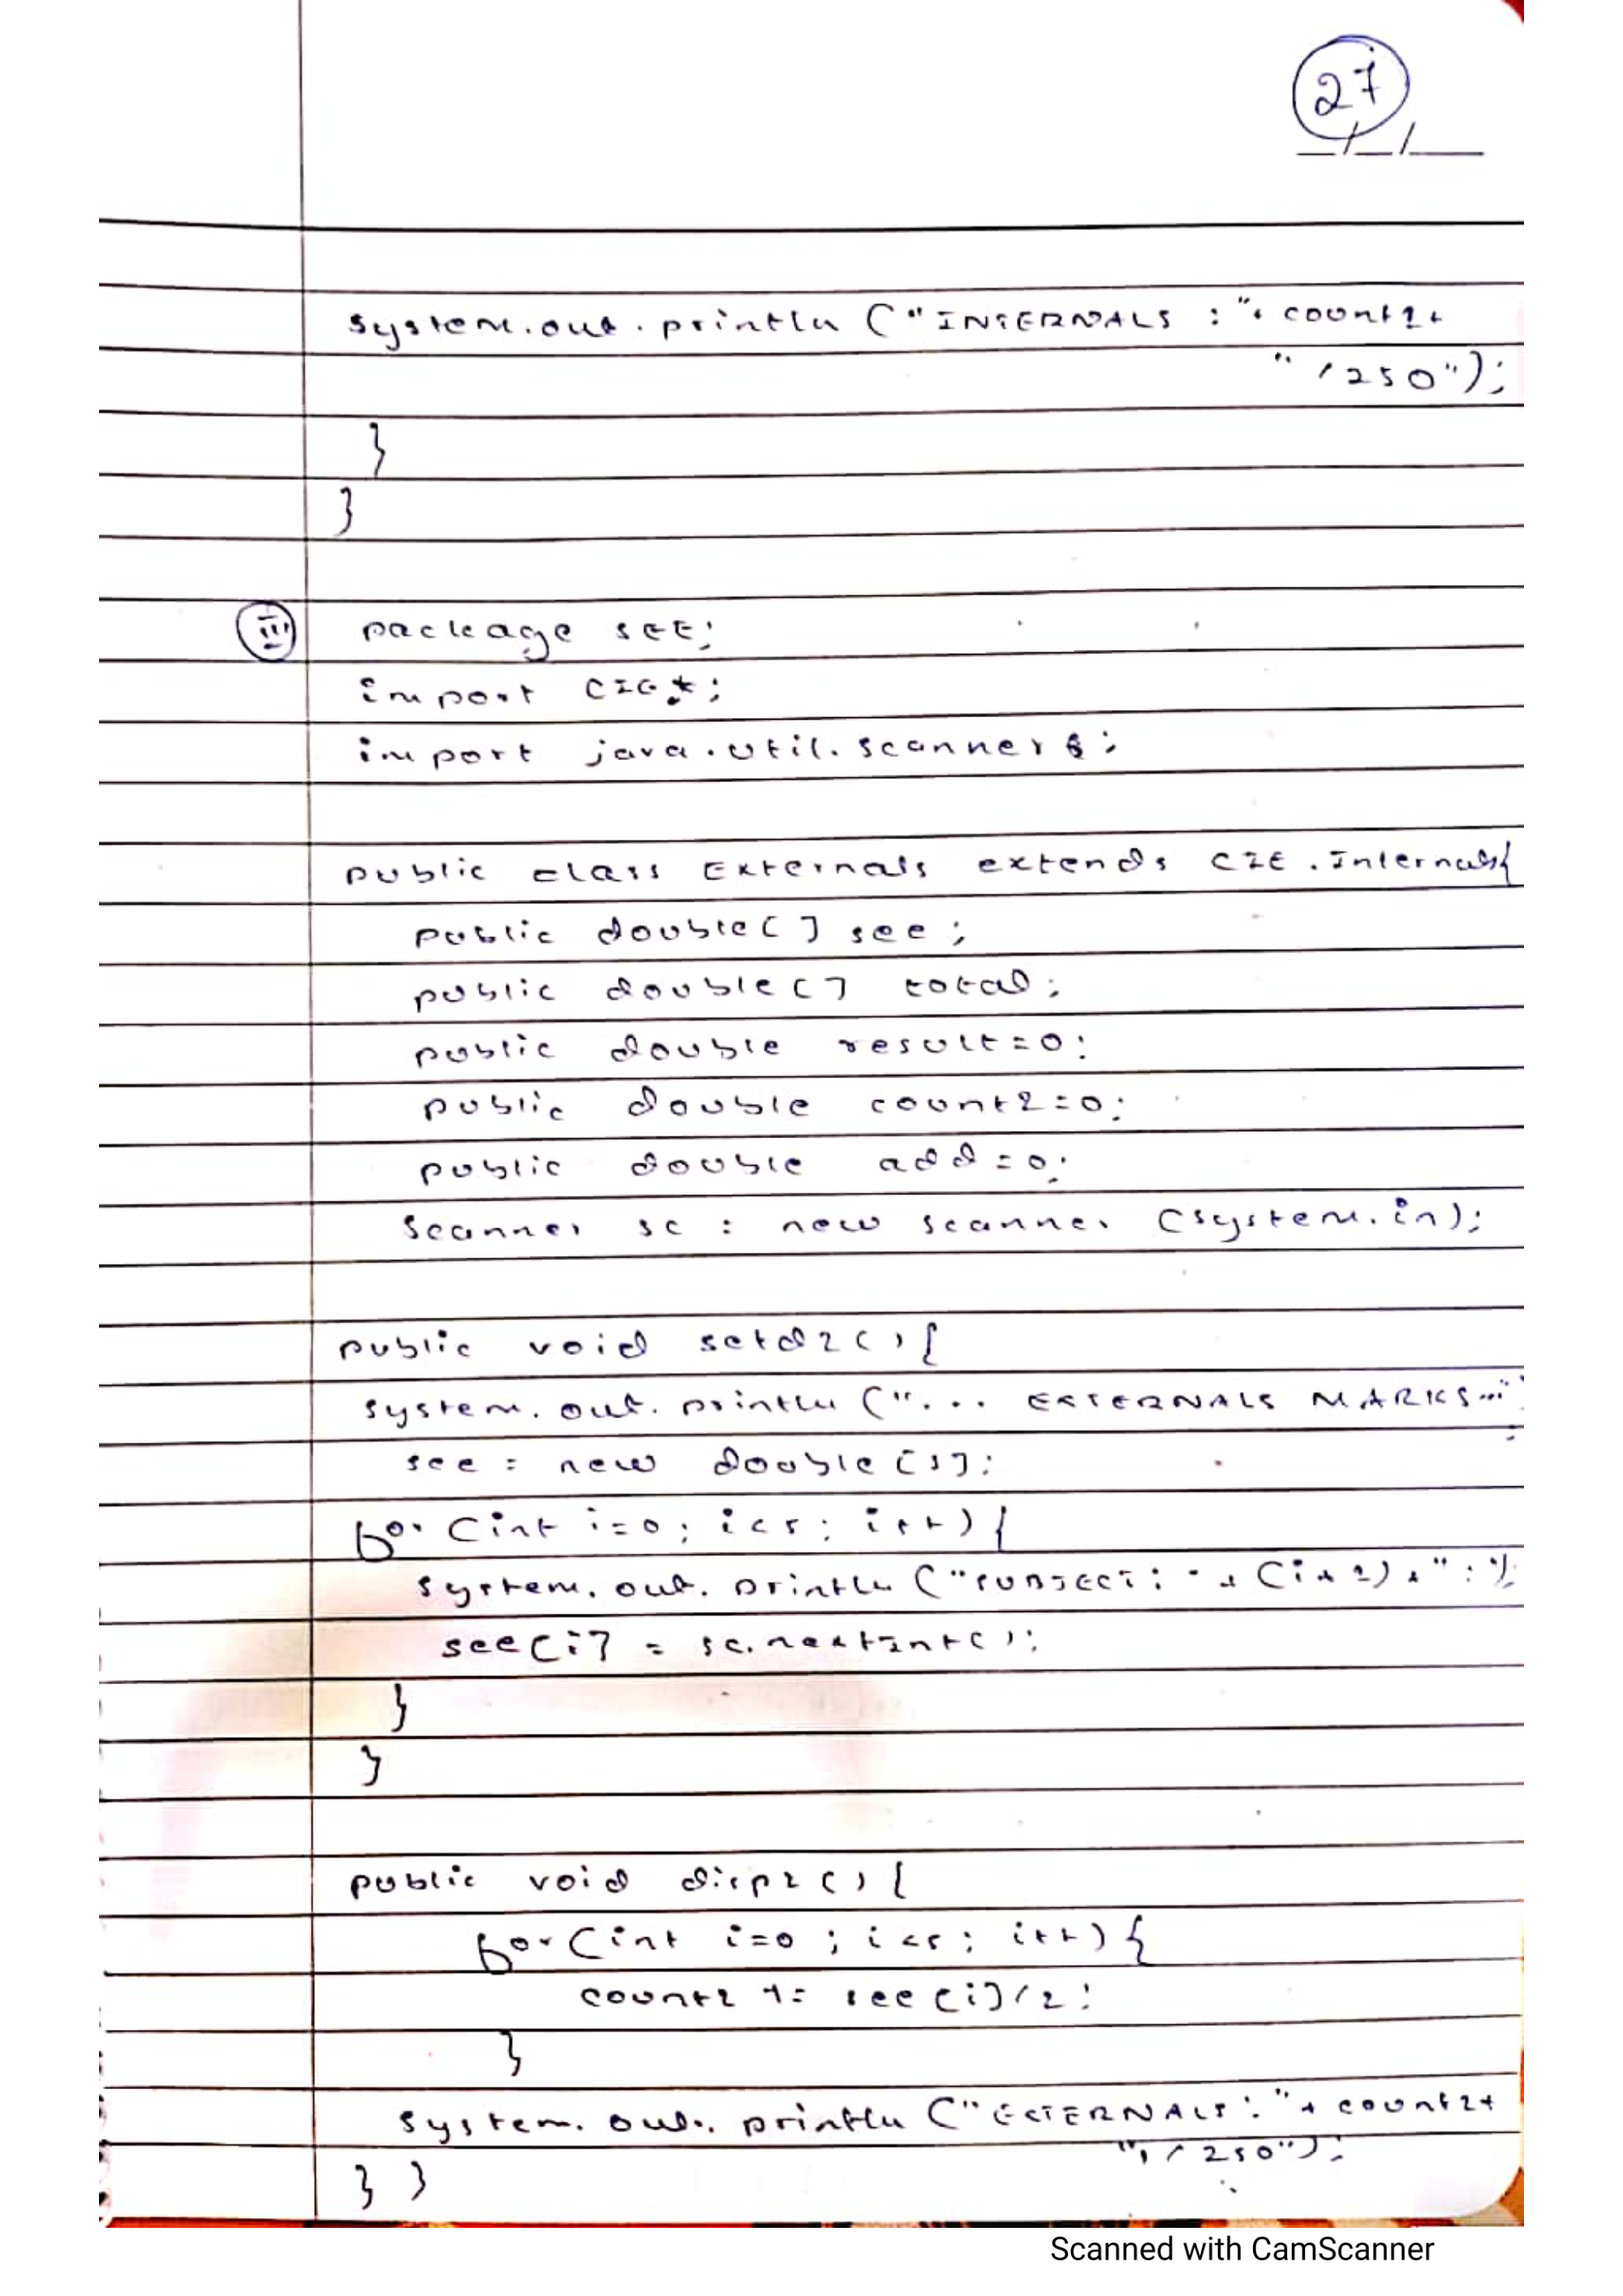 27
_/_/__
System.out.println ("INTERNALS : "+ count1+
" /250");
}
}
iii package SEE;
import CIE.*;
import java.util.scanner;
public class Externals extends CIE.Internals{
public double[] see;
public double[] total;
public double result=0;
public double count2=0;
public double add=0;
Scanner sc = new Scanner (System.in);
public void setd2(){
System.out.println ("... EXTERNALS MARKS..."
;
see = new double[5];
for (int i=0; i<5; i++){
System.out.println ("SUBJECT: "+ (i+1)+" : ");
see[i] = sc.nextInt();
}
}
public void disp2(){
for(int i=0; i<5; i++){
count2 += see[i]/2;
}
System.out.println ("EXTERNALS: "+ count2+
" /250");
} }
Scanned with CamScanner